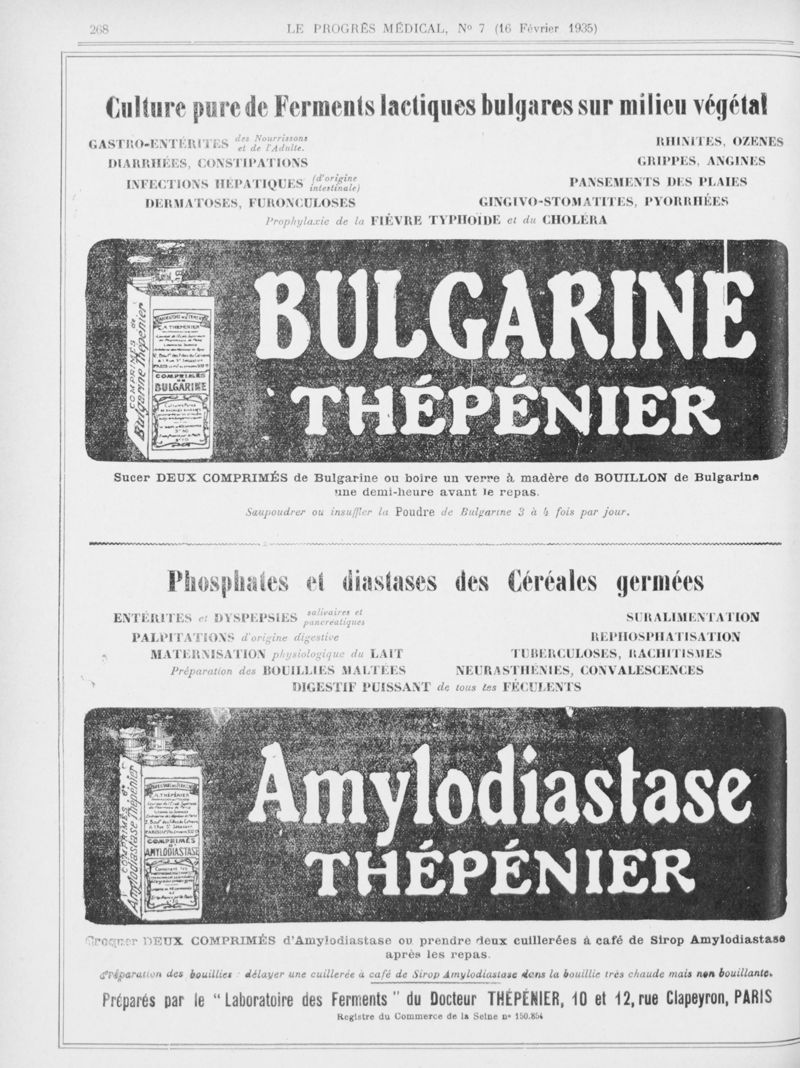 268
LE PROGRÈS MÉDICAL, No 7 (16 Février 1935)
Culture pure de Ferments lactiques bulgares sur milieu végétal
GASTRO-ENTÉRITES des Nourrissons et de l'Adulte.
DIARRHÉES, CONSTIPATIONS
INFECTIONS HÉPATIQUES (d'origine intestinale)
DERMATOSES, FURONCULOSES
RHINITES, OZENES
GRIPPES, ANGINES
PANSEMENTS DES PLAIES
GINGIVO-STOMATITES, PYORRHÉES
Prophylaxie de la FIÈVRE TYPHOÏDE et du CHOLÉRA
COMPRIMÉS de
Bulgarine Thépénier
A. THÉPÉNIER
COMPRIMÉS
DE
BULGARINE
BULGARINE
THÉPÉNIER
Sucer DEUX COMPRIMÉS de Bulgarine ou boire un verre à madère de BOUILLON de Bulgarine
une demi-heure avant le repas.
Saupoudrer ou insuffler la Poudre de Bulgarine 3 à 4 fois par jour.
Phosphates et diastases des Céréales germées
ENTÉRITES et DYSPEPSIES salivaires et pancréatiques
PALPITATIONS d'origine digestive
MATERNISATION physiologique du LAIT
Préparation des BOUILLIES MALTÉES
SURALIMENTATION
REPHOSPHATISATION
TUBERCULOSES, RACHITISMES
NEURASTHÉNIES, CONVALESCENCES
DIGESTIF PUISSANT de tous les FÉCULENTS
COMPRIMÉS de
Amylodiastase Thépénier
A. THÉPÉNIER
COMPRIMÉS
AMYLODIASTASE
Amylodiastase
THÉPÉNIER
Croquer DEUX COMPRIMÉS d'Amylodiastase ou prendre deux cuillerées à café de Sirop Amylodiastase
après les repas.
Préparation des bouillies : délayer une cuillerée à café de Sirop Amylodiastase dans la bouillie très chaude mais non bouillante.
Préparés par le "Laboratoire des Ferments" du Docteur THÉPÉNIER, 10 et 12, rue Clapeyron, PARIS
Registre du Commerce de la Seine no 150.854